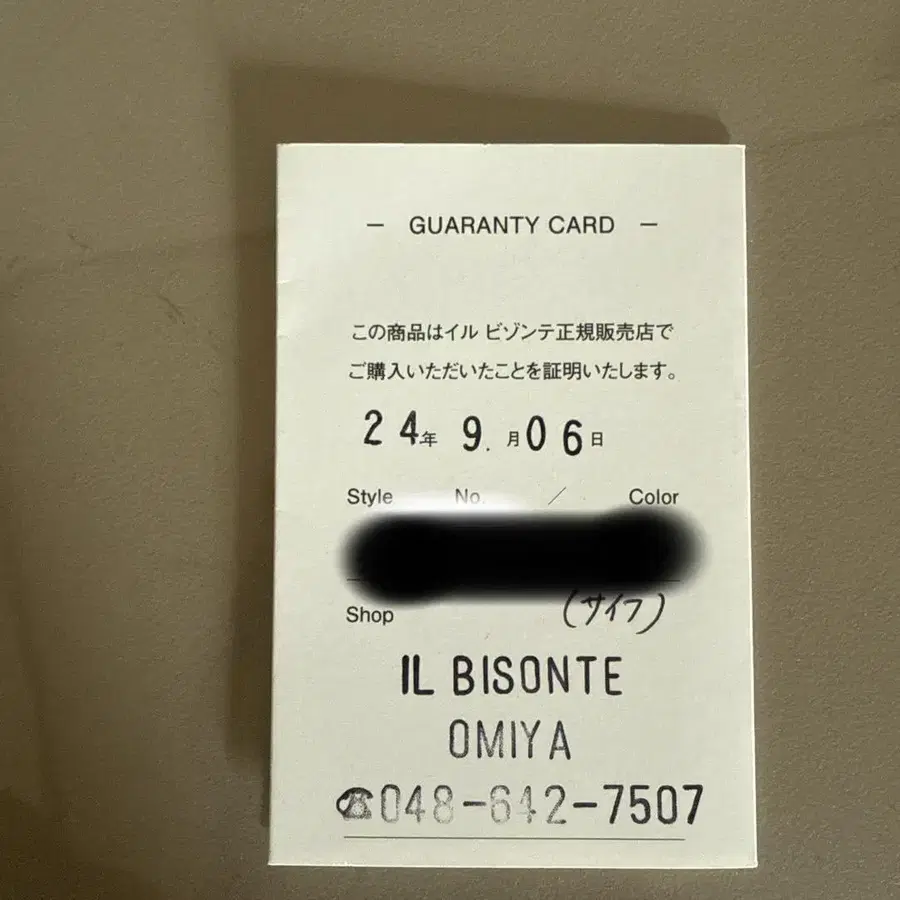 — GUARANTY CARD —
この商品はイル ビゾンテ正規販売店で
ご購入いただいたことを証明いたします。
24年 9.月06日
Style No. / Color
Shop (サイフ)
IL BISONTE
OMIYA
☎048-642-7507